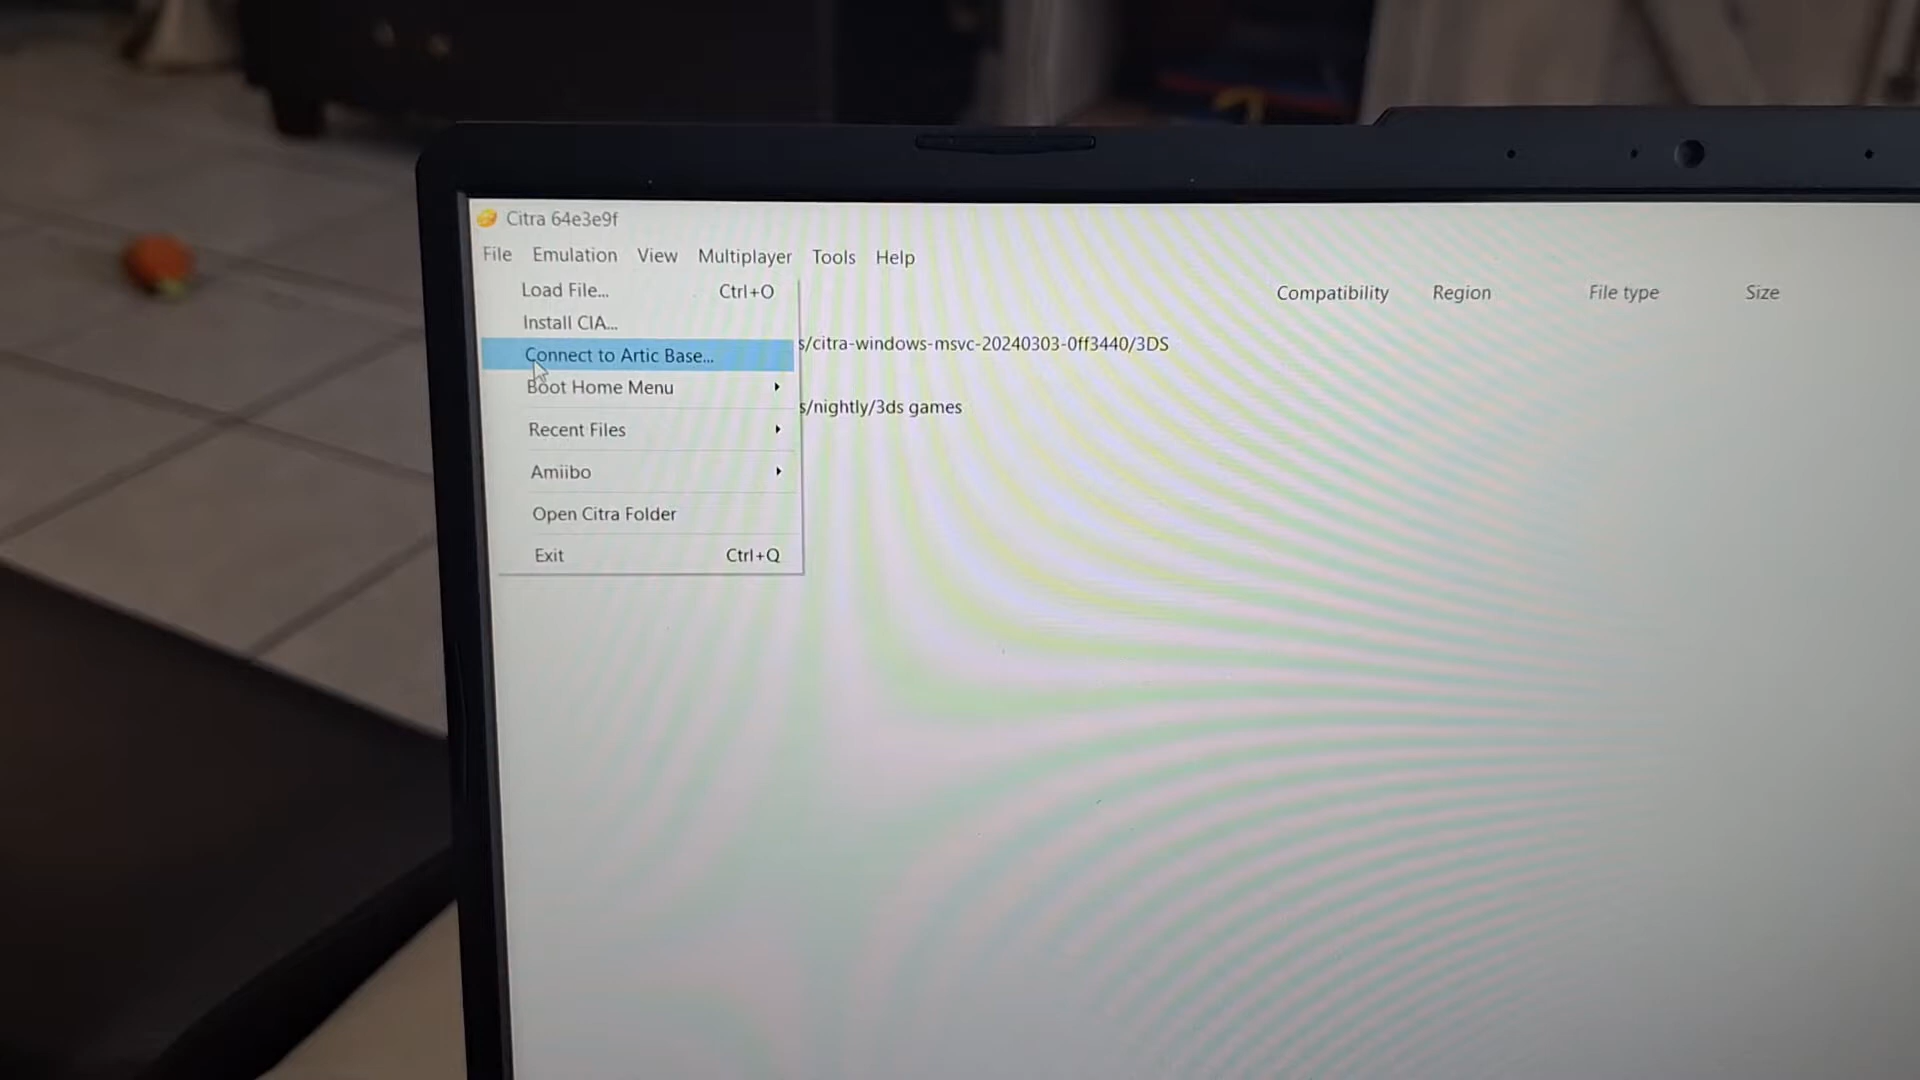 Citra 64e3e9f
File Emulation View Multiplayer Tools Help
Load File... Ctrl+O
Install CIA...
Connect to Artic Base...
Boot Home Menu
Recent Files
Amiibo
Open Citra Folder
Exit Ctrl+Q
Compatibility Region File type Size
s/citra-windows-msvc-20240303-0ff3440/3DS
s/nightly/3ds games